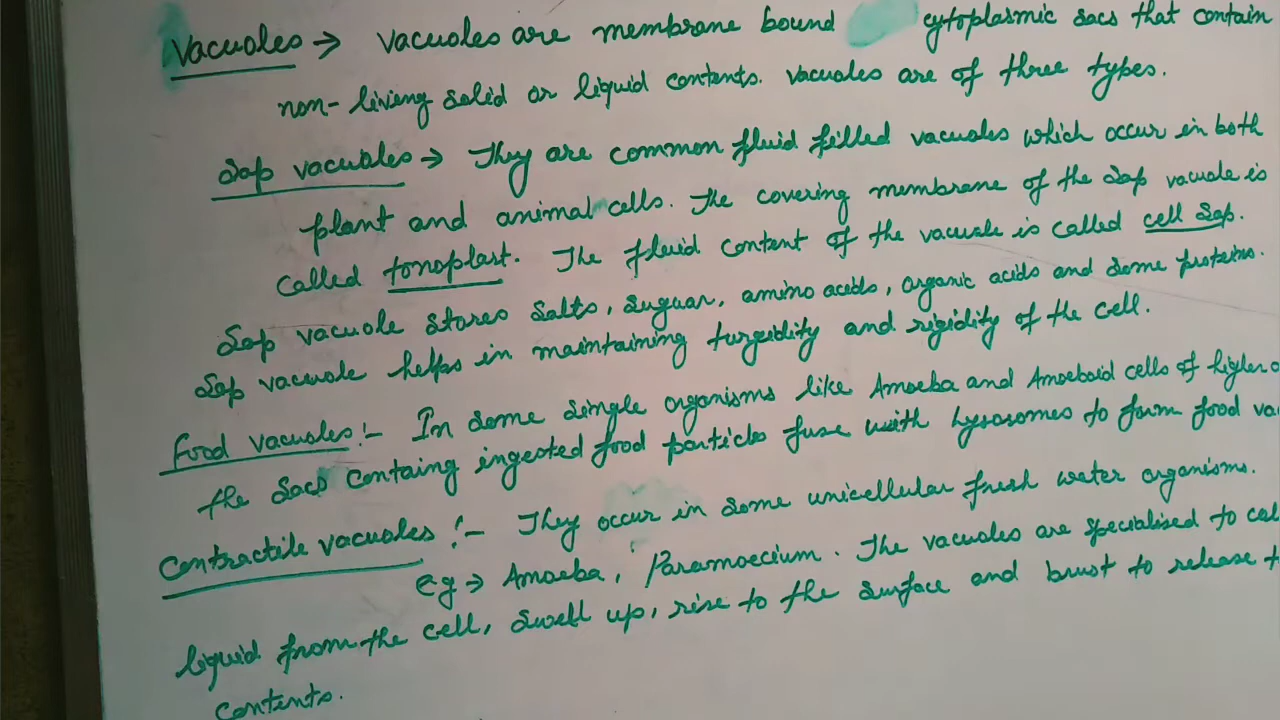 Vacuoles → Vacuoles are membrane bound cytoplasmic sacs that contain
non-living solid or liquid contents. Vacuoles are of three types.
Sap vacuoles → They are common fluid filled vacuoles which occur in both
plant and animal cells. The covering membrane of the Sap vacuole is
called tonoplast. The fluid content of the vacuole is called cell Sap.
Sap vacuole stores Salts, suguar, amino acids, organic acids and some proteins.
Sap vacuole helps in maintaining turgidity and rigidity of the cell.
Food vacuoles:- In some single organisms like Amoeba and Amoeboid cells of higher
the Sacs containg ingested food particles fuse with Lysosomes to form food
Contractile vacuoles:- They occur in some unicellular fresh water organisms.
eg → Amoeba, Paramoecium. The vacuoles are specialised to
liquid from the cell, swell up, rise to the surface and brust to release
contents.